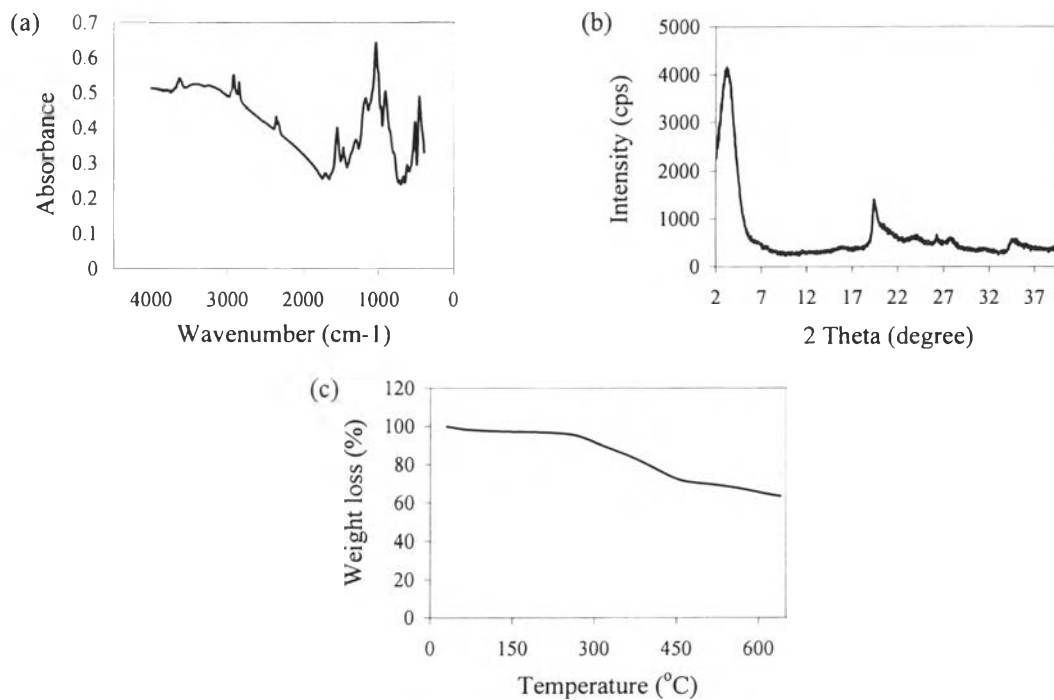 (a)
0.7
0.6
0.5
0.4
0.3
0.2
0.1
0
Absorbance
4000 3000 2000 1000 0
Wavenumber (cm-1)
(b)
5000
4000
3000
2000
1000
0
Intensity (cps)
2 7 12 17 22 27 32 37
2 Theta (degree)
(c)
120
100
80
60
40
20
0
Weight loss (%)
0 150 300 450 600
Temperature (°C)